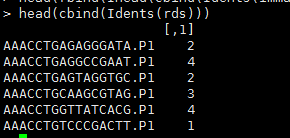 > head(cbind(Idents(rds)))
[,1]
AAACCTGAGAGGGATA.P1 2
AAACCTGAGGCCGAAT.P1 4
AAACCTGAGTAGGTGC.P1 2
AAACCTGCAAGCGTAG.P1 3
AAACCTGGTTATCACG.P1 4
AAACCTGTCCCGACTT.P1 1